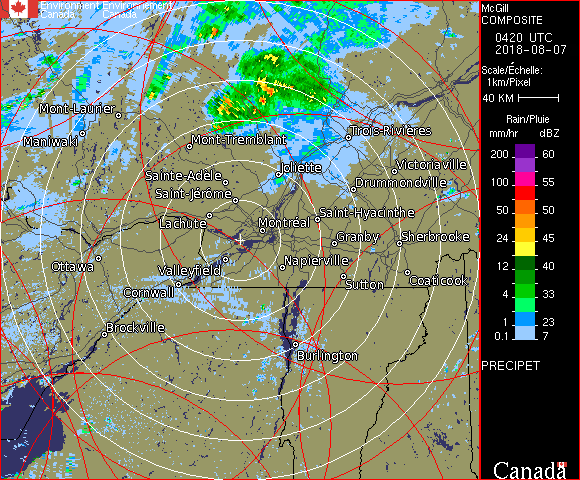 Environment Environnement
Canada Canada
McGill
COMPOSITE
0420 UTC
2018-08-07
Scale/Échelle:
1km/Pixel
40 KM
Rain/Pluie
mm/hr dBZ
200 60
100 55
50 50
24 45
12 40
4 33
1 23
0.1 7
PRECIPET
Canada
Mont-Laurier
Maniwaki
Mont-Tremblant
Trois-Rivières
Joliette
Victoriaville
Sainte-Adèle
Drummondville
Saint-Jérôme
Lachute
Saint-Hyacinthe
Montréal
Granby
Sherbrooke
Ottawa
Valleyfield
Napierville
Cornwall
Sutton
Coaticook
Brockville
Burlington